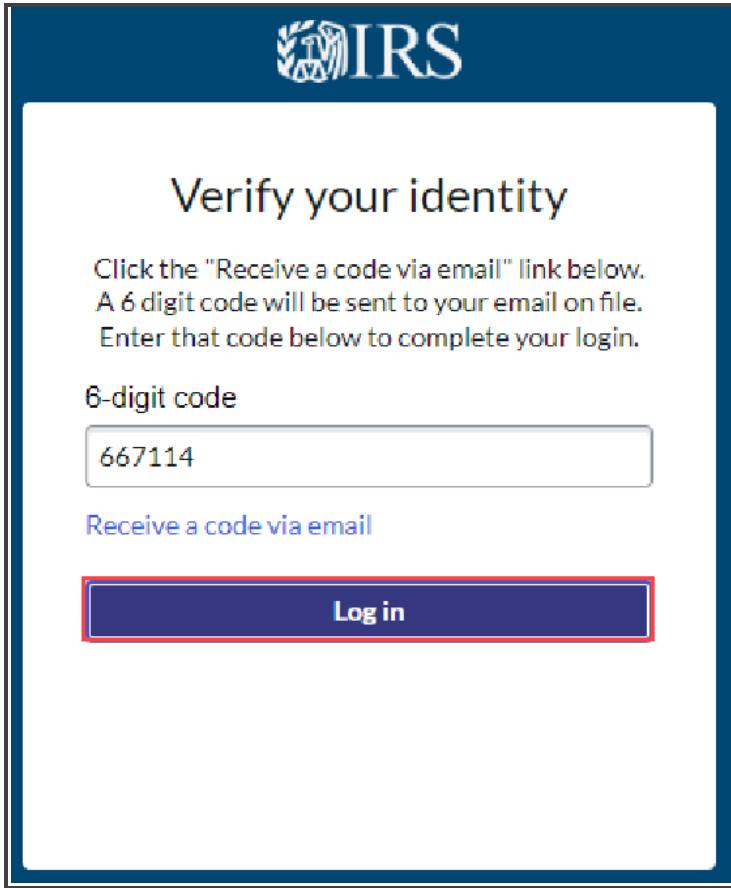 IRS
Verify your identity
Click the "Receive a code via email" link below.
A 6 digit code will be sent to your email on file.
Enter that code below to complete your login.
6-digit code
667114
Receive a code via email
Log in